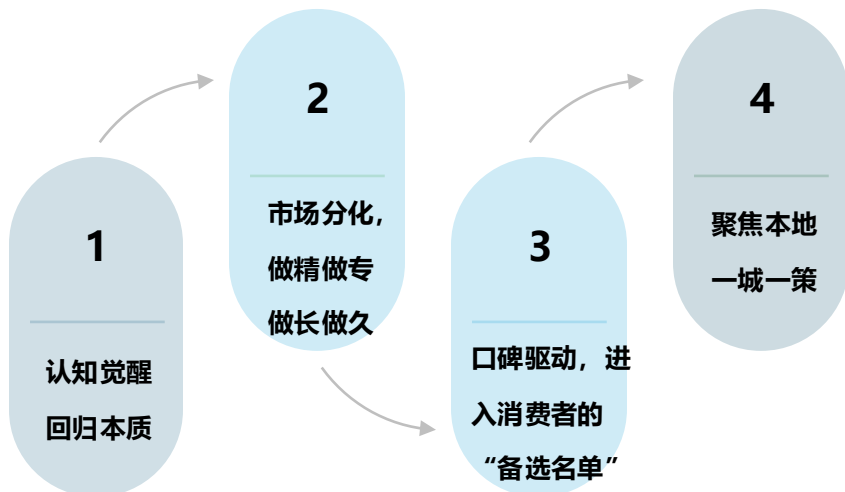 1
认知觉醒
回归本质
2
市场分化，
做精做专
做长做久
3
口碑驱动，进
入消费者的
“备选名单”
4
聚焦本地
一城一策